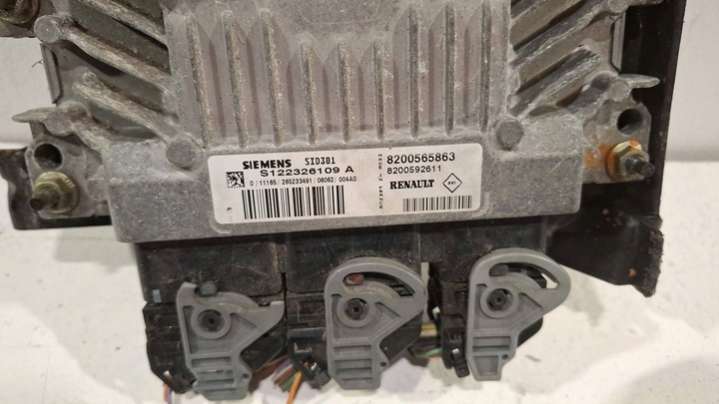 SIEMENS SID301
S122326109 A
8200565863
8200592611
RENAULT